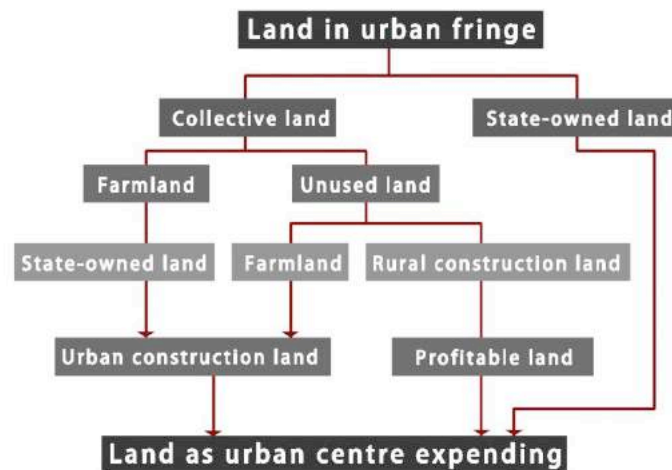 Land in urban fringe
Collective land
State-owned land
Farmland
Unused land
State-owned land
Farmland
Rural construction land
Urban construction land
Profitable land
Land as urban centre expending